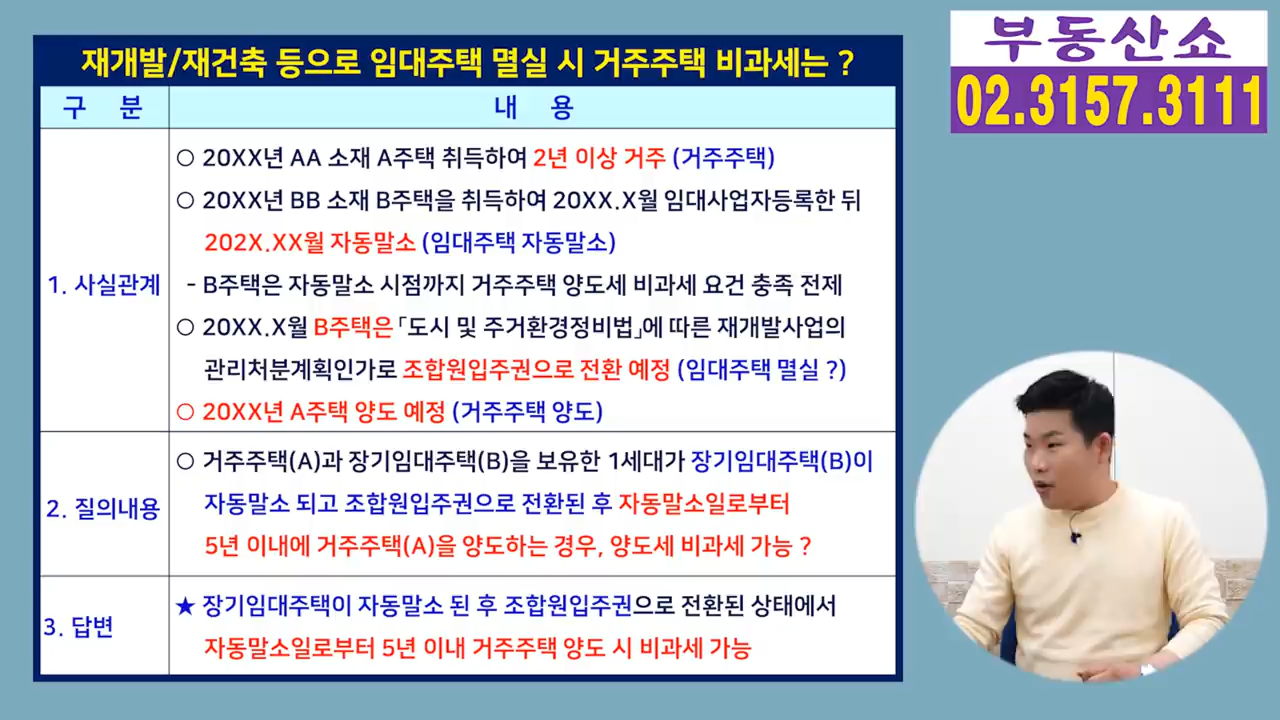 재개발/재건축 등으로 임대주택 멸실 시 거주주택 비과세는 ?
부동산쇼
02.3157.3111
구 분
내 용
1. 사실관계
○ 20XX년 AA 소재 A주택 취득하여 2년 이상 거주 (거주주택)
○ 20XX년 BB 소재 B주택을 취득하여 20XX.X월 임대사업자등록한 뒤
202X.XX월 자동말소 (임대주택 자동말소)
- B주택은 자동말소 시점까지 거주주택 양도세 비과세 요건 충족 전제
○ 20XX.X월 B주택은 「도시 및 주거환경정비법」에 따른 재개발사업의
관리처분계획인가로 조합원입주권으로 전환 예정 (임대주택 멸실 ?)
○ 20XX년 A주택 양도 예정 (거주주택 양도)
2. 질의내용
○ 거주주택(A)과 장기임대주택(B)을 보유한 1세대가 장기임대주택(B)이
자동말소 되고 조합원입주권으로 전환된 후 자동말소일로부터
5년 이내에 거주주택(A)을 양도하는 경우, 양도세 비과세 가능 ?
3. 답변
★ 장기임대주택이 자동말소 된 후 조합원입주권으로 전환된 상태에서
자동말소일로부터 5년 이내 거주주택 양도 시 비과세 가능